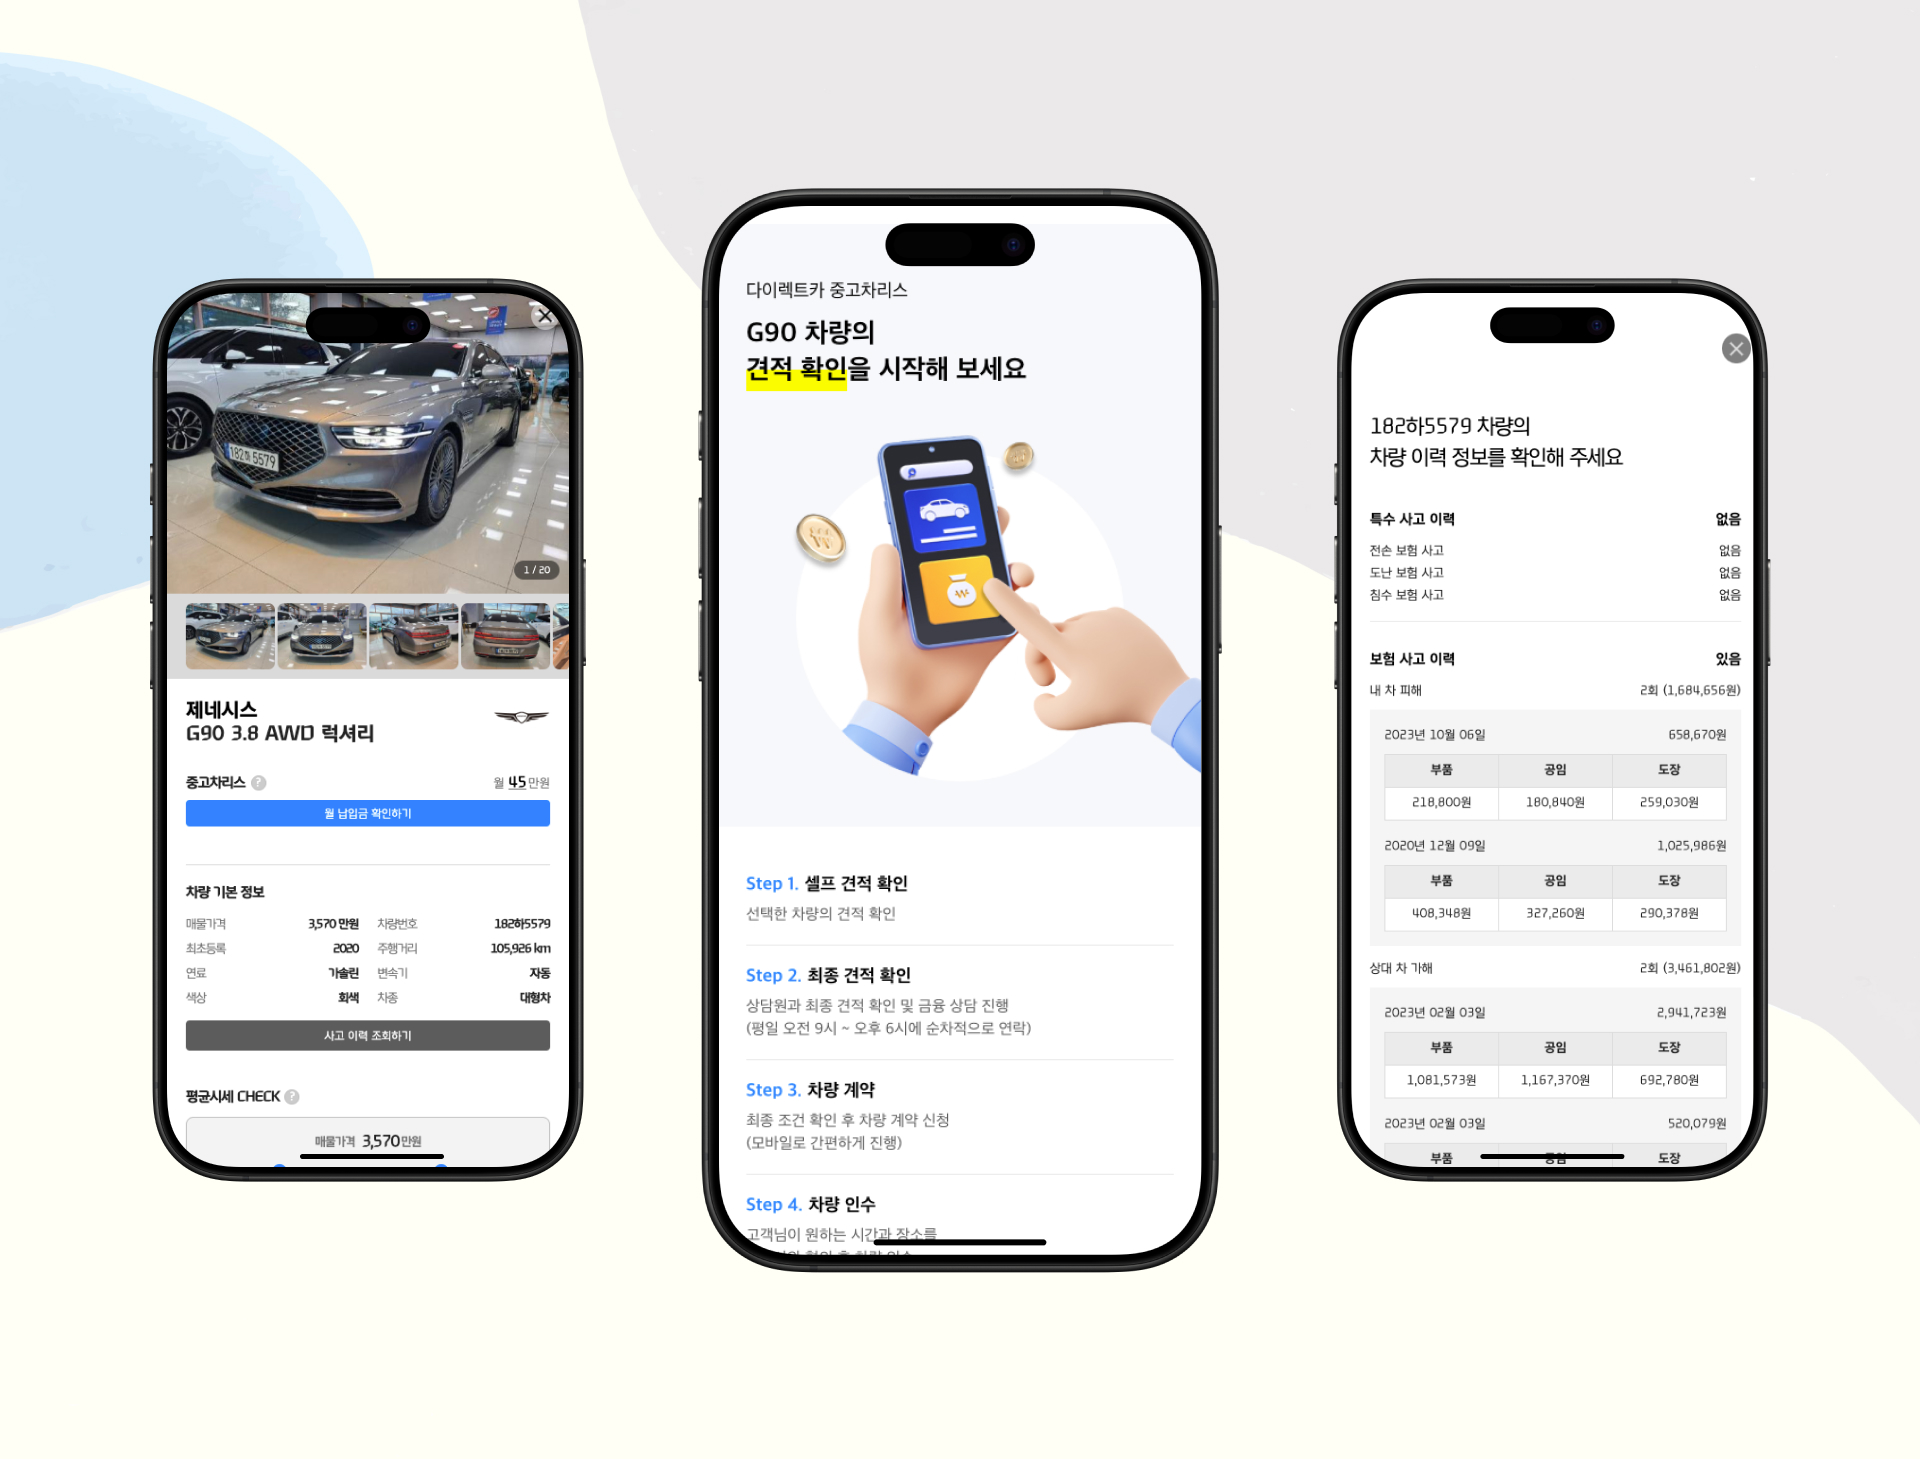 182하 5579
1 / 20
제네시스
G90 3.8 AWD 럭셔리
중고차리스 ?
월 45만원
월 납입금 확인하기
차량 기본 정보
매물가격 3,570만원 차량번호 182하5579
최초등록 2020 주행거리 105,926 km
연료 가솔린 변속기 자동
색상 회색 차종 대형차
사고 이력 조회하기
평균시세 CHECK ?
매물가격 3,570만원
다이렉트카 중고차리스
G90 차량의
견적 확인을 시작해 보세요
Step 1. 셀프 견적 확인
선택한 차량의 견적 확인
Step 2. 최종 견적 확인
상담원과 최종 견적 확인 및 금융 상담 진행
(평일 오전 9시 ~ 오후 6시에 순차적으로 연락)
Step 3. 차량 계약
최종 조건 확인 후 차량 계약 신청
(모바일로 간편하게 진행)
Step 4. 차량 인수
고객님이 원하는 시간과 장소를
182하5579 차량의
차량 이력 정보를 확인해 주세요
특수 사고 이력 없음
전손 보험 사고 없음
도난 보험 사고 없음
침수 보험 사고 없음
보험 사고 이력 있음
내 차 피해 2회 (1,684,656원)
2023년 10월 06일 658,670원
부품 공임 도장
218,800원 180,840원 259,030원
2020년 12월 09일 1,025,986원
부품 공임 도장
408,348원 327,260원 290,378원
상대 차 가해 2회 (3,461,802원)
2023년 02월 03일 2,941,723원
부품 공임 도장
1,081,573원 1,167,370원 692,780원
2023년 02월 03일 520,079원
부품 공임 도장